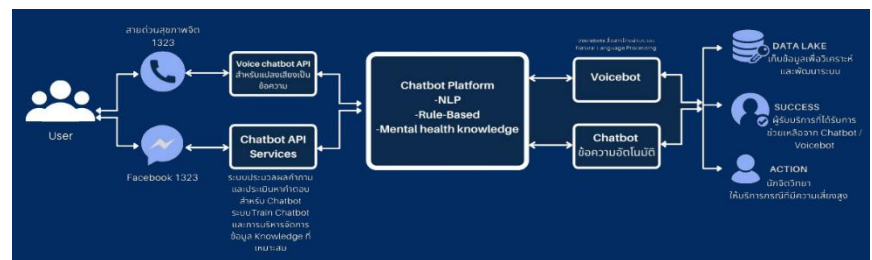 สายด่วนสุขภาพจิต
1323
User
Facebook 1323
Voice chatbot API
สำหรับแปลงเสียงเป็น
ข้อความ
Chatbot API
Services
ระบบประมวลผลคำถาม
และประเมินหาคำตอบ
สำหรับ Chatbot
ระบบTrain Chatbot
และการบริหารจัดการ
ข้อมูล Knowledge ที่
เหมาะสม
Chatbot Platform
-NLP
-Rule-Based
-Mental health knowledge
Natural Language Processing
Voicebot
Chatbot
ข้อความอัตโนมัติ
DATA LAKE
เก็บข้อมูลเพื่อวิเคราะห์
และพัฒนาระบบ
SUCCESS
ผู้รับบริการที่ได้รับการ
ช่วยเหลือจาก Chatbot /
Voicebot
ACTION
นักจิตวิทยา
ให้บริการกรณีที่มีความเสี่ยงสูง